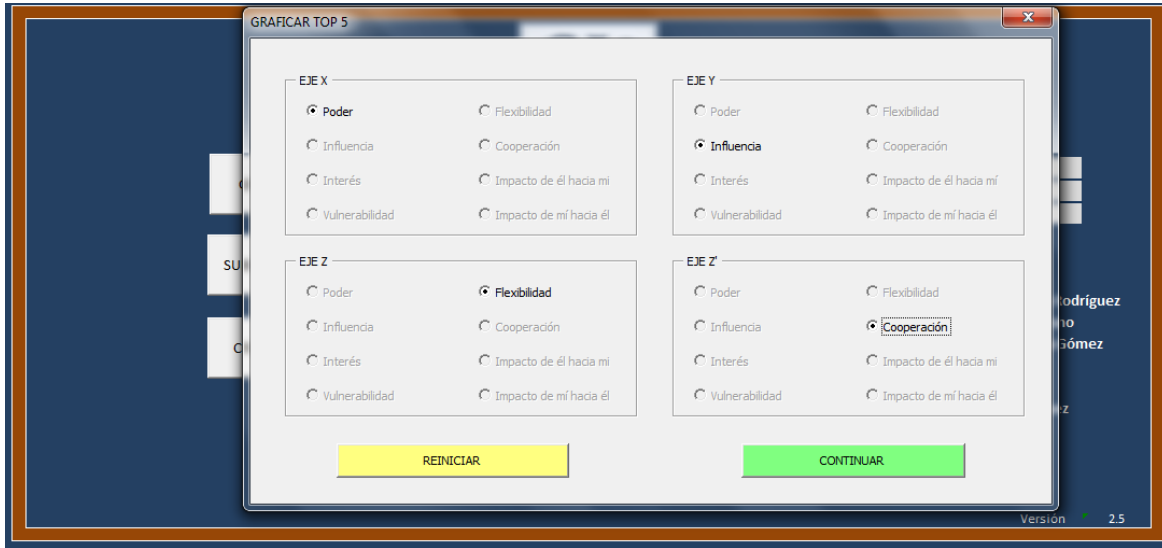 GRAFICAR TOP 5
x
EJE X
Poder
Flexibilidad
Influencia
Cooperación
Interés
Impacto de él hacia mi
Vulnerabilidad
Impacto de mí hacia él
EJE Y
Poder
Flexibilidad
Influencia
Cooperación
Interés
Impacto de él hacia mí
Vulnerabilidad
Impacto de mí hacia él
EJE Z
Poder
Flexibilidad
Influencia
Cooperación
Interés
Impacto de él hacia mi
Vulnerabilidad
Impacto de mí hacia él
EJE Z'
Poder
Flexibilidad
Influencia
Cooperación
Interés
Impacto de él hacia mi
Vulnerabilidad
Impacto de mí hacia él
REINICIAR
CONTINUAR
SU
Rodríguez
no
Gómez
ez
Versión 2.5